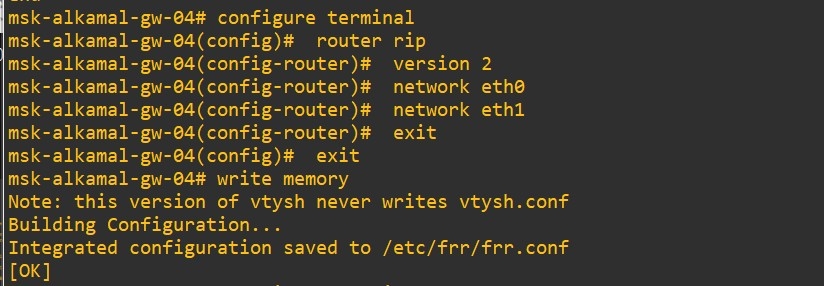 msk-alkamal-gw-04# configure terminal
msk-alkamal-gw-04(config)#  router rip
msk-alkamal-gw-04(config-router)#  version 2
msk-alkamal-gw-04(config-router)#  network eth0
msk-alkamal-gw-04(config-router)#  network eth1
msk-alkamal-gw-04(config-router)#  exit
msk-alkamal-gw-04(config)#  exit
msk-alkamal-gw-04# write memory
Note: this version of vtysh never writes vtysh.conf
Building Configuration...
Integrated configuration saved to /etc/frr/frr.conf
[OK]